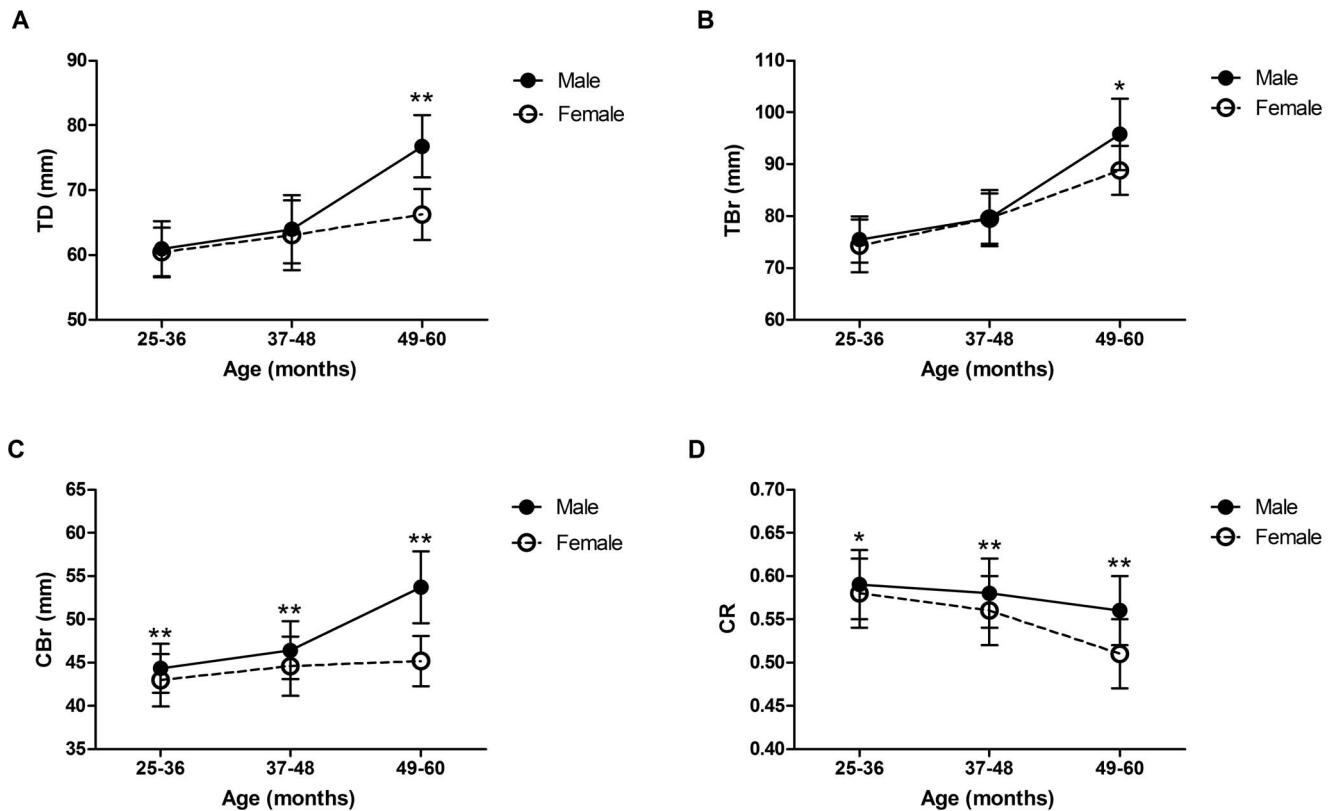 A
TD (mm)
90
80
70
60
50
**
25-36
37-48
49-60
Age (months)
Male
Female
B
TBr (mm)
110
100
90
80
70
60
*
25-36
37-48
49-60
Age (months)
Male
Female
C
CBr (mm)
65
60
55
50
45
40
35
**
**
**
25-36
37-48
49-60
Age (months)
Male
Female
D
CR
0.70
0.65
0.60
0.55
0.50
0.45
0.40
*
**
**
25-36
37-48
49-60
Age (months)
Male
Female